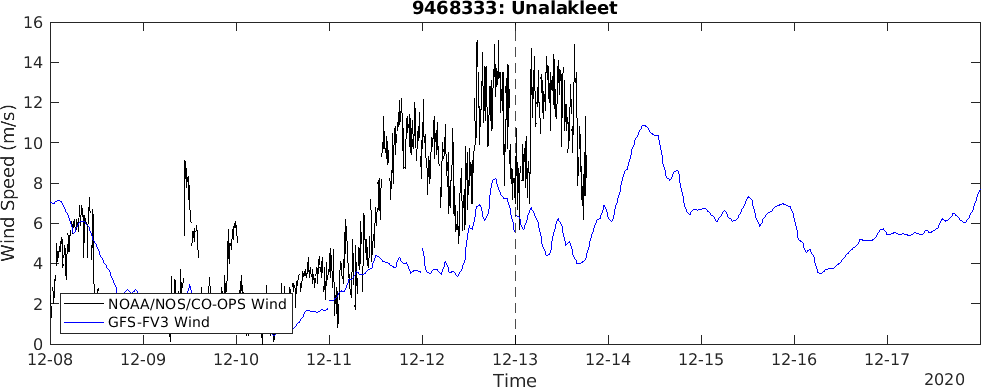 9468333: Unalakleet
Wind Speed (m/s)
16
14
12
10
8
6
4
2
0
NOAA/NOS/CO-OPS Wind
GFS-FV3 Wind
12-08 12-09 12-10 12-11 12-12 12-13 12-14 12-15 12-16 12-17
Time
2020